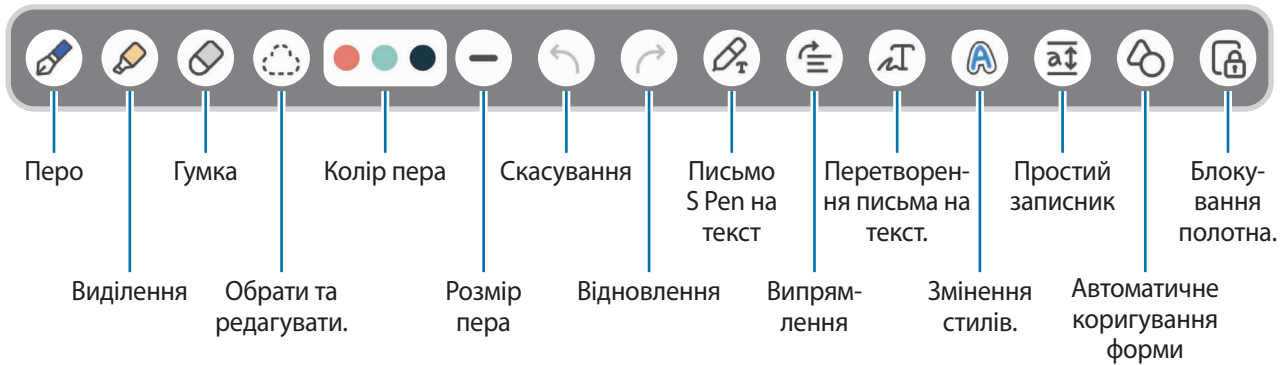 Перо
Гумка
Колір пера
Скасування
Письмо
S Pen на
текст
Перетворен-
ня письма на
текст.
Простий
записник
Блоку-
вання
полотна.
Виділення
Обрати та
редагувати.
Розмір
пера
Відновлення
Випрям-
лення
Змінення
стилів.
Автоматичне
коригування
форми